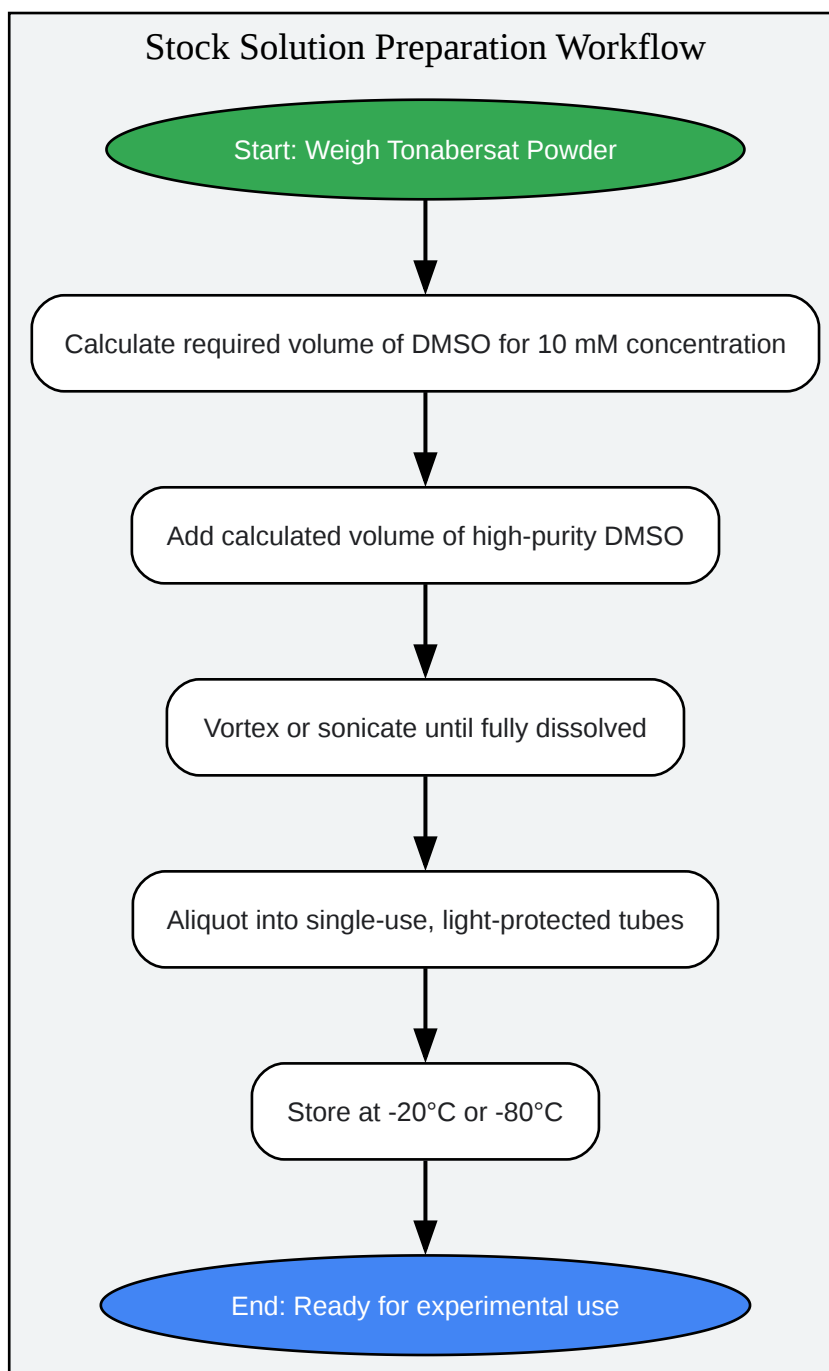 Stock Solution Preparation Workflow
Start: Weigh Tonabersat Powder
Calculate required volume of DMSO for 10 mM concentration
Add calculated volume of high-purity DMSO
Vortex or sonicate until fully dissolved
Aliquot into single-use, light-protected tubes
Store at -20°C or -80°C
End: Ready for experimental use